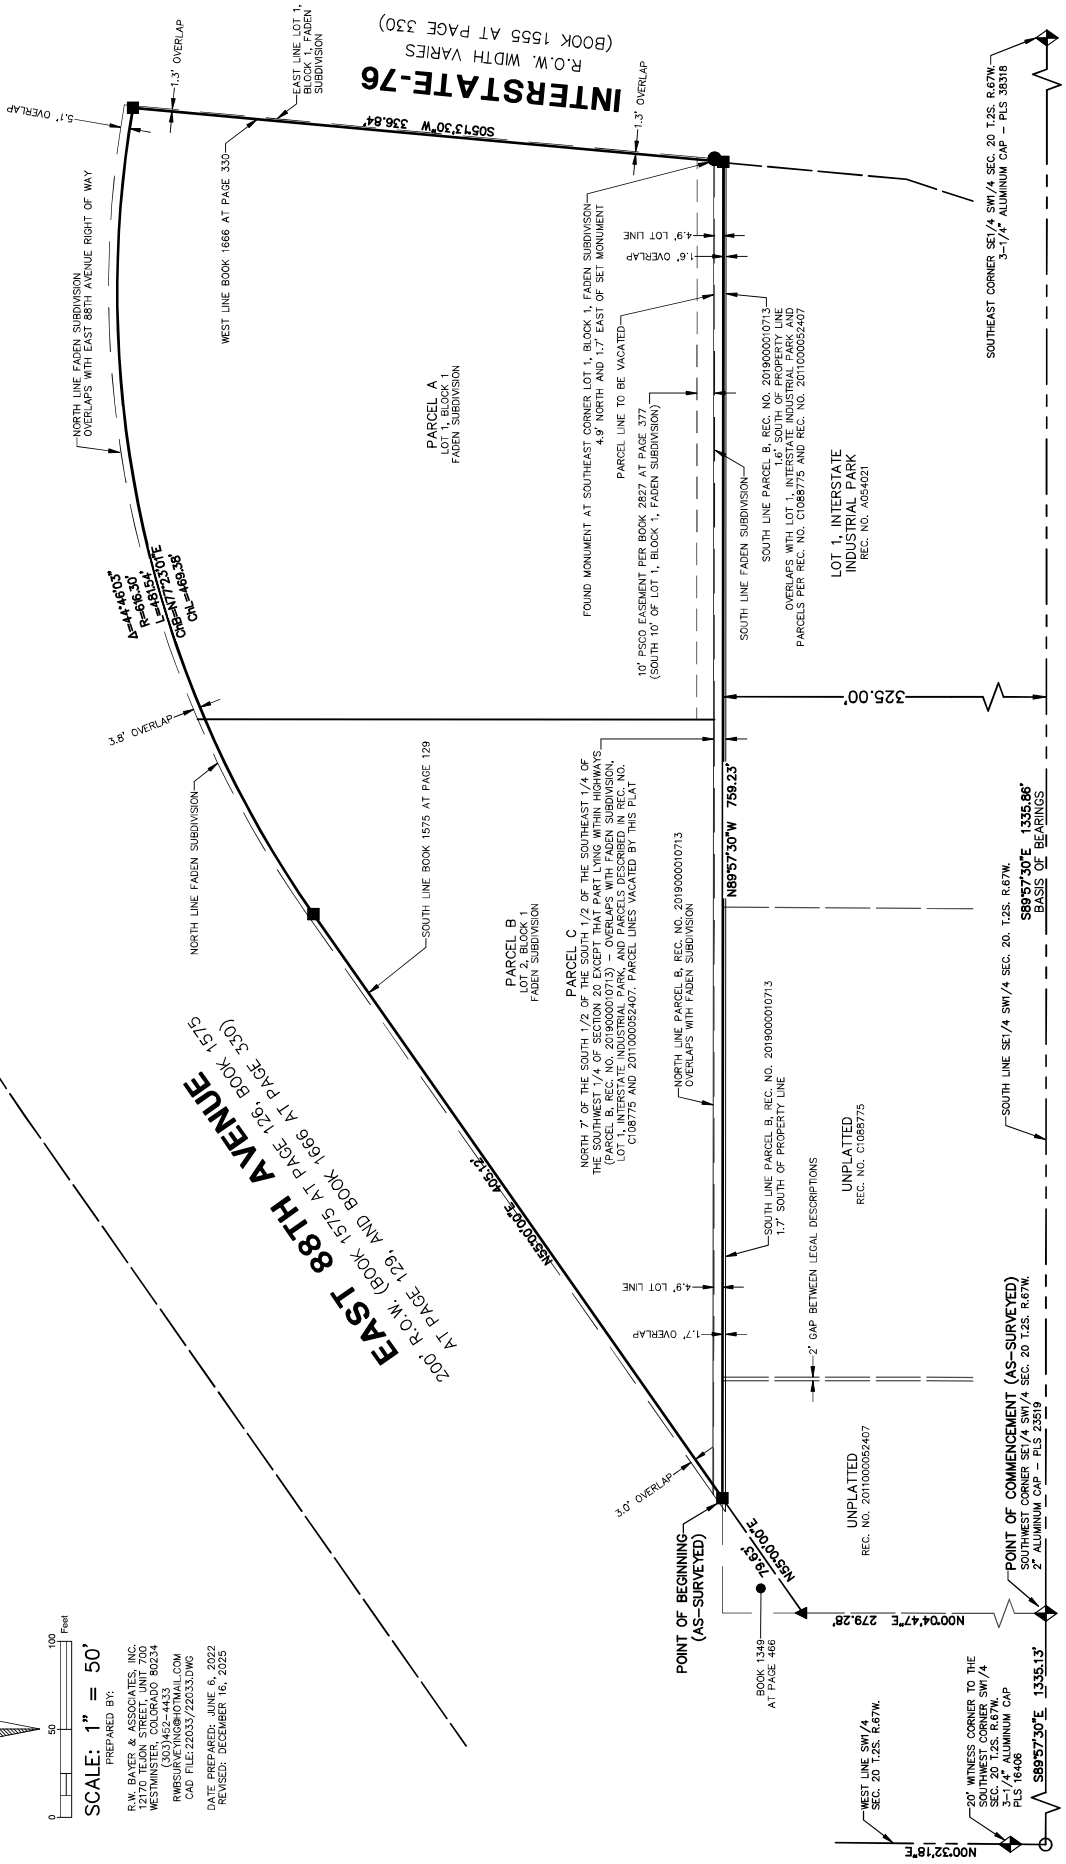 0
50
100
Feet
SCALE: 1" = 50'
PREPARED BY:
R.W. BAYER & ASSOCIATES, INC.
12170 TEJON STREET, UNIT 700
WESTMINSTER, COLORADO 80234
(303)452-4433
RWBSURVEYING@HOTMAIL.COM
CAD FILE:22033/22033.DWG
DATE PREPARED: JUNE 6, 2022
REVISED: DECEMBER 16, 2025
EAST 88TH AVENUE
200' R.O.W. (BOOK 1575 AT PAGE 126, BOOK 1575
AT PAGE 129, AND BOOK 1666 AT PAGE 330)
NORTH LINE FADEN SUBDIVISION
3.8' OVERLAP
Δ=44°46'03"
R=616.30'
L=481.54'
ChB=N77°23'01"E
ChL=469.38'
NORTH LINE FADEN SUBDIVISION
OVERLAPS WITH EAST 88TH AVENUE RIGHT OF WAY
5.1' OVERLAP
1.3' OVERLAP
EAST LINE LOT 1,
BLOCK 1, FADEN
SUBDIVISION
WEST LINE BOOK 1666 AT PAGE 330
S05°13'30"W 336.84'
INTERSTATE-76
R.O.W. WIDTH VARIES
(BOOK 1555 AT PAGE 330)
1.3' OVERLAP
SOUTH LINE BOOK 1575 AT PAGE 129
N55°00'00"E 405.12'
PARCEL A
LOT 1, BLOCK 1
FADEN SUBDIVISION
PARCEL B
LOT 2, BLOCK 1
FADEN SUBDIVISION
PARCEL C
NORTH 7' OF THE SOUTH 1/2 OF THE SOUTH 1/2 OF THE SOUTHEAST 1/4 OF
THE SOUTHWEST 1/4 OF SECTION 20 EXCEPT THAT PART LYING WITHIN HIGHWAYS
(PARCEL B, REC. NO. 2019000010713) - OVERLAPS WITH FADEN SUBDIVISION,
LOT 1, INTERSTATE INDUSTRIAL PARK, AND PARCELS DESCRIBED IN REC. NO.
C108775 AND 2011000052407. PARCEL LINES VACATED BY THIS PLAT
FOUND MONUMENT AT SOUTHEAST CORNER LOT 1, BLOCK 1, FADEN SUBDIVISON
4.9' NORTH AND 1.7' EAST OF SET MONUMENT
PARCEL LINE TO BE VACATED
10' PSCO EASEMENT PER BOOK 2827 AT PAGE 377
(SOUTH 10' OF LOT 1, BLOCK 1, FADEN SUBDIVISION)
4.9' LOT LINE
1.6' OVERLAP
NORTH LINE PARCEL B, REC. NO. 2019000010713
OVERLAPS WITH FADEN SUBDIVISION
4.9' LOT LINE
1.7' OVERLAP
3.0' OVERLAP
POINT OF BEGINNING
(AS-SURVEYED)
N89°57'30"W 759.23'
SOUTH LINE FADEN SUBDIVISION
SOUTH LINE PARCEL B, REC. NO. 2019000010713
1.6' SOUTH OF PROPERTY LINE
OVERLAPS WITH LOT 1, INTERSTATE INDUSTRIAL PARK AND
PARCELS PER REC. NO. C1088775 AND REC. NO. 2011000052407
SOUTH LINE PARCEL B, REC. NO. 2019000010713
1.7' SOUTH OF PROPERTY LINE
2' GAP BETWEEN LEGAL DESCRIPTIONS
N55°00'00"E
79.63'
BOOK 1349
AT PAGE 466
UNPLATTED
REC. NO. 2011000052407
UNPLATTED
REC. NO. C1088775
LOT 1, INTERSTATE
INDUSTRIAL PARK
REC. NO. A054021
325.00'
N00°04'47"E 279.28'
POINT OF COMMENCEMENT (AS-SURVEYED)
SOUTHWEST CORNER SE1/4 SW1/4 SEC. 20 T.2S. R.67W.
2" ALUMINUM CAP - PLS 23519
SOUTH LINE SE1/4 SW1/4 SEC. 20. T.2S. R.67W.
S89°57'30"E 1335.86'
BASIS OF BEARINGS
SOUTHEAST CORNER SE1/4 SW1/4 SEC. 20 T.2S. R.67W.
3-1/4" ALUMINUM CAP - PLS 38318
WEST LINE SW1/4
SEC. 20 T.2S. R.67W.
N00°32'18"E
20' WITNESS CORNER TO THE
SOUTHWEST CORNER SW1/4
SEC. 20 T.2S. R.67W.
3-1/4" ALUMINUM CAP
PLS 16406
S89°57'30"E 1335.13'